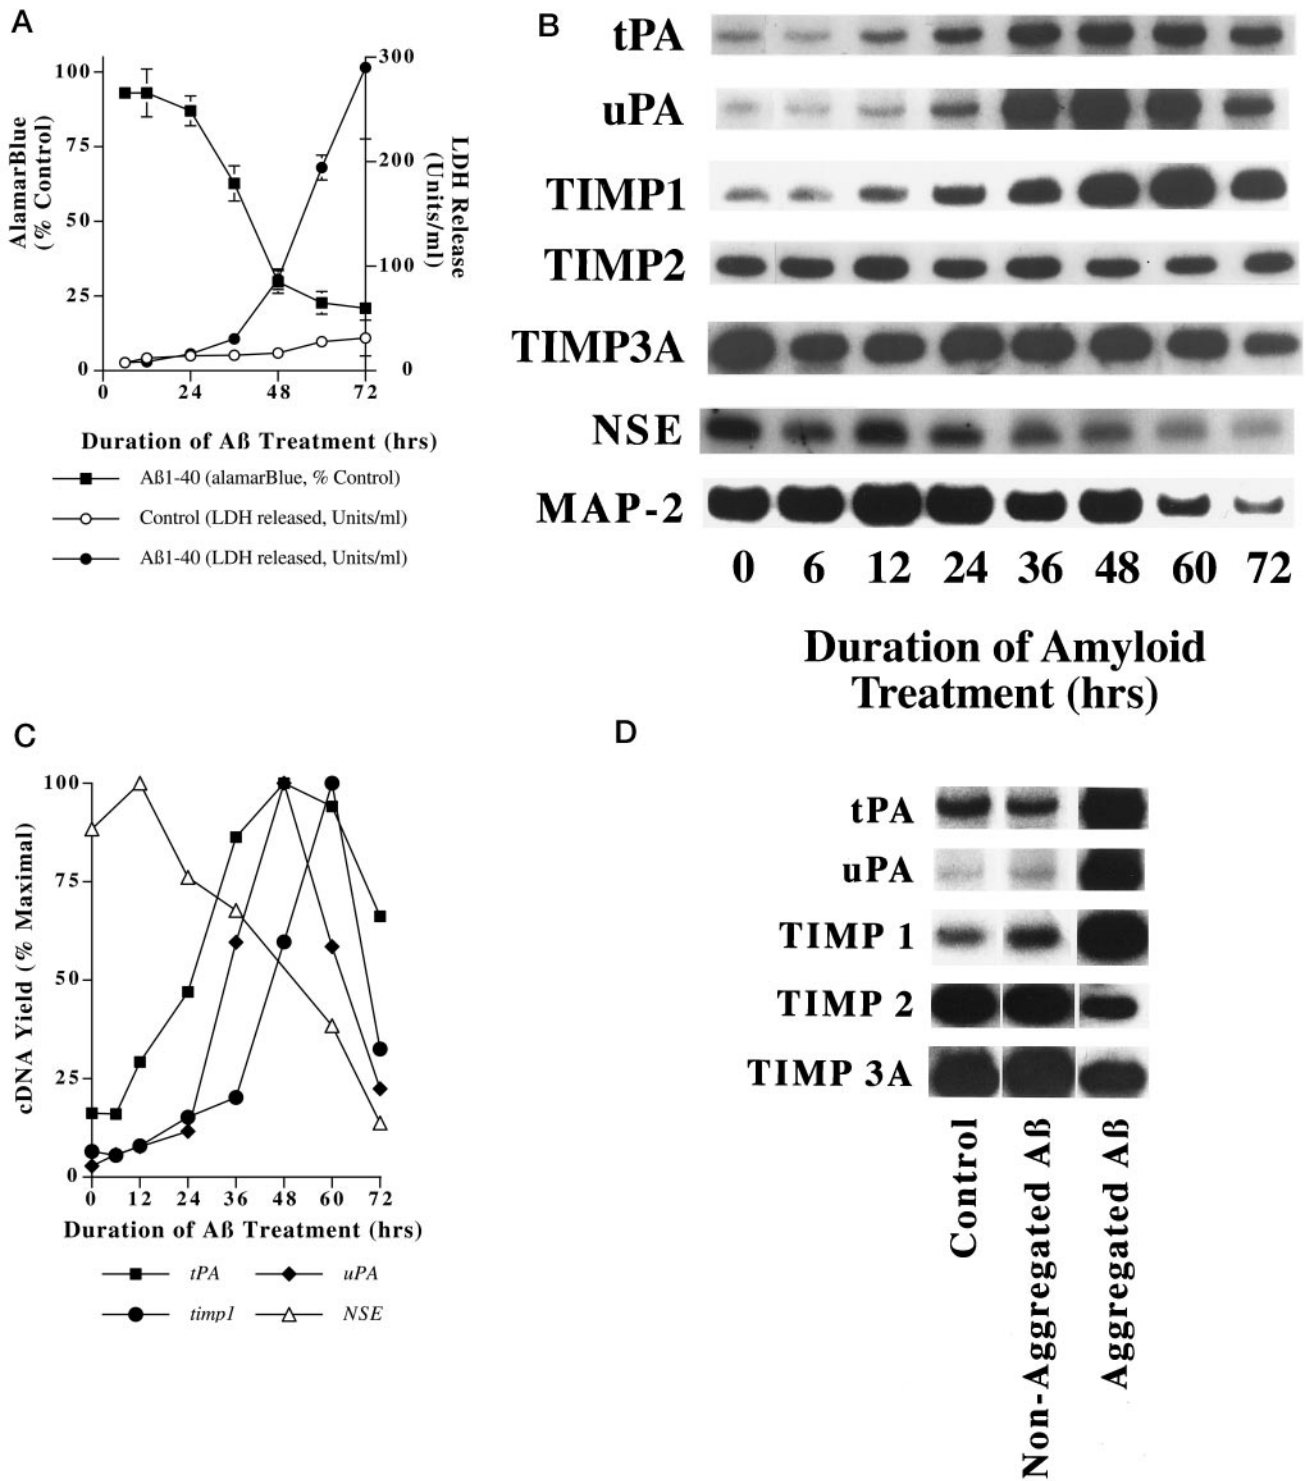 A
AlamarBlue
(% Control)
100
75
50
25
0
300
200
100
0
LDH Release
(Units/ml)
0 24 48 72
Duration of Aß Treatment (hrs)
Aß1-40 (alamarBlue, % Control)
Control (LDH released, Units/ml)
Aß1-40 (LDH released, Units/ml)
B
tPA
uPA
TIMP1
TIMP2
TIMP3A
NSE
MAP-2
0 6 12 24 36 48 60 72
Duration of Amyloid
Treatment (hrs)
C
cDNA Yield (% Maximal)
100
75
50
25
0
0 12 24 36 48 60 72
Duration of Aß Treatment (hrs)
tPA uPA
timp1 NSE
D
tPA
uPA
TIMP 1
TIMP 2
TIMP 3A
Control
Non-Aggregated Aß
Aggregated Aß